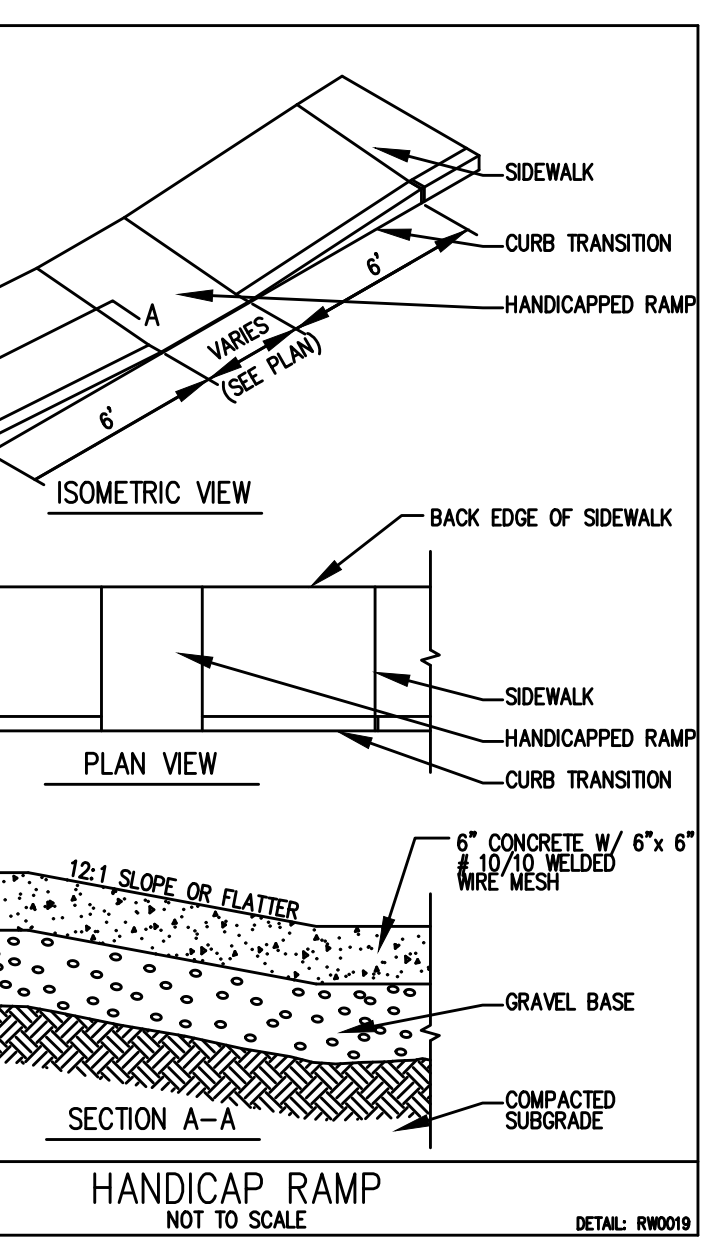 SIDEWALK
CURB TRANSITION
6'
HANDICAPPED RAMP
A
VARIES
(SEE PLAN)
6'
ISOMETRIC VIEW
BACK EDGE OF SIDEWALK
SIDEWALK
HANDICAPPED RAMP
PLAN VIEW
CURB TRANSITION
6" CONCRETE W/ 6"x 6"
# 10/10 WELDED
WIRE MESH
12:1 SLOPE OR FLATTER
GRAVEL BASE
COMPACTED
SUBGRADE
SECTION A-A
HANDICAP RAMP
NOT TO SCALE
DETAIL: RW0019